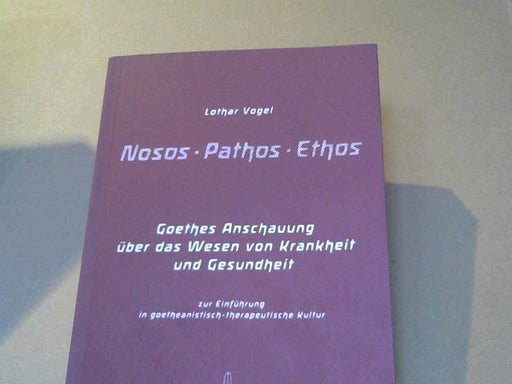 Lothar Vogel
Nosos · Pathos · Ethos
Goethes Anschauung
über das Wesen von Krankheit
und Gesundheit
zur Einführung
in goetheanistisch-therapeutische Kultur